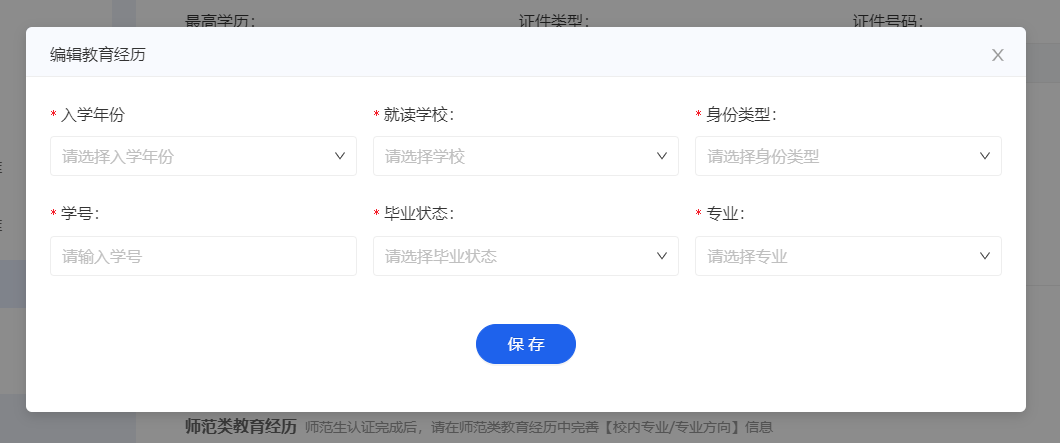 最高学历: 证件类型: 证件号码:
编辑教育经历 X
* 入学年份 * 就读学校: * 身份类型:
请选择入学年份 请选择学校 请选择身份类型
* 学号: * 毕业状态: * 专业:
请输入学号 请选择毕业状态 请选择专业
保 存
师范类教育经历 师范生认证完成后，请在师范类教育经历中完善【校内专业/专业方向】信息